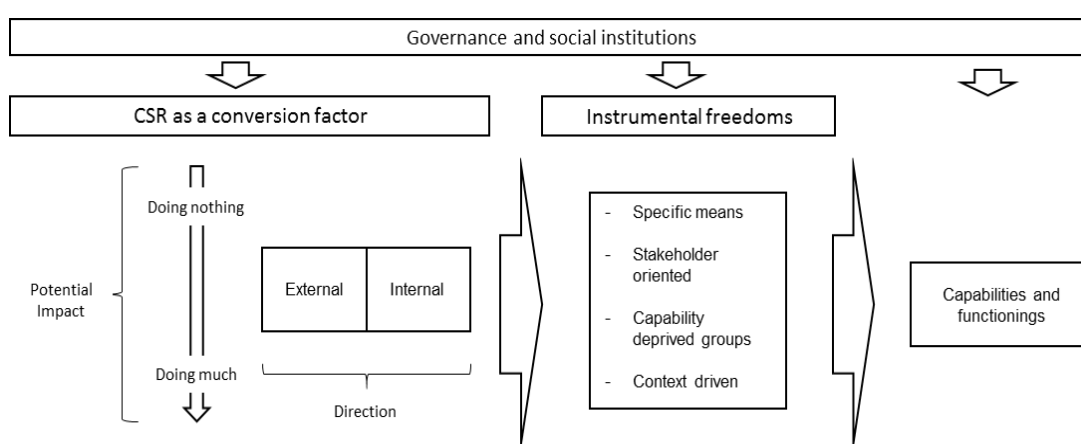 Governance and social institutions
CSR as a conversion factor
Instrumental freedoms
Doing nothing
Potential
Impact
Doing much
External
Internal
Direction
- Specific means
- Stakeholder
oriented
- Capability
deprived groups
- Context driven
Capabilities and
functionings